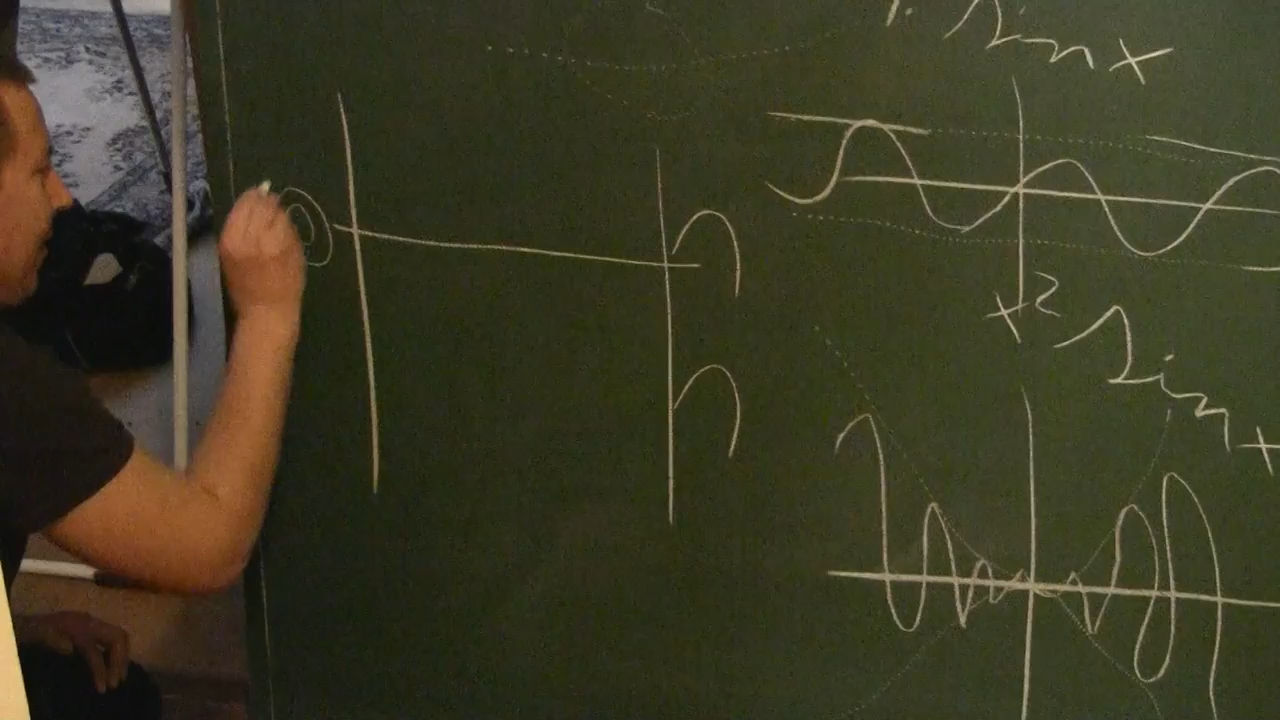 1. sin x
x² sin x